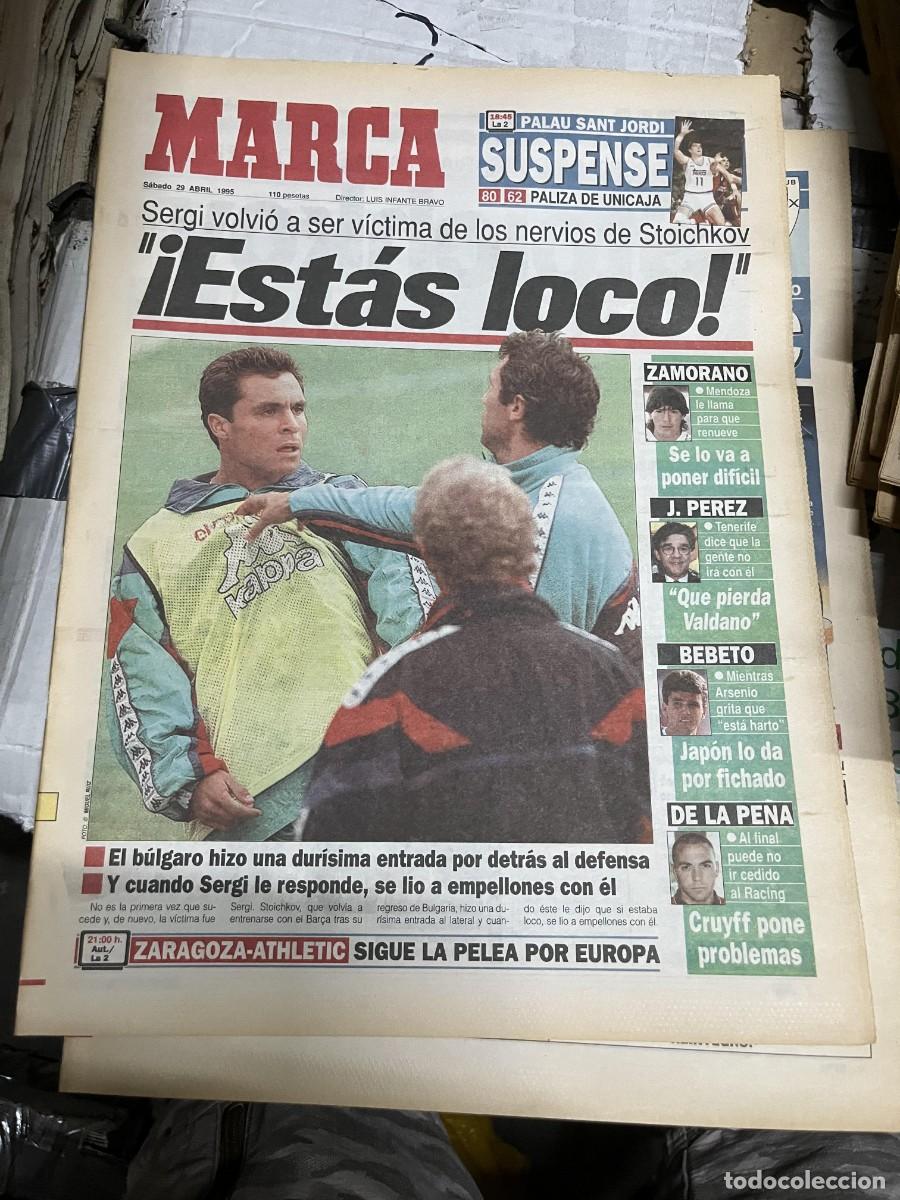 MARCA
Sábado 29 ABRIL 1995
110 pesetas
Director: LUIS INFANTE BRAVO
18:45
La 2
PALAU SANT JORDI
SUSPENSE
80 62 PALIZA DE UNICAJA
11
Sergi volvió a ser víctima de los nervios de Stoichkov
"¡Estás loco!"
kappa
FOTO: © MIGUEL RUIZ
ZAMORANO
● Mendoza
le llama
para que
renueve
Se lo va a
poner difícil
J. PEREZ
● Tenerife
dice que la
gente no
irá con él
“Que pierda
Valdano”
BEBETO
● Mientras
Arsenio
grita que
“está harto”
Japón lo da
por fichado
DE LA PEÑA
● Al final
puede no
ir cedido
al Racing
Cruyff pone
problemas
El búlgaro hizo una durísima entrada por detrás al defensa
Y cuando Sergi le responde, se lio a empellones con él
No es la primera vez que su-
cede y, de nuevo, la víctima fue
Sergi. Stoichkov, que volvía a
entrenarse con el Barça tras su
regreso de Bulgaria, hizo una du-
rísima entrada al lateral y cuan-
do éste le dijo que si estaba
loco, se lio a empellones con él.
21:00 h.
Aut./
La 2
ZARAGOZA-ATHLETIC SIGUE LA PELEA POR EUROPA
todocoleccion